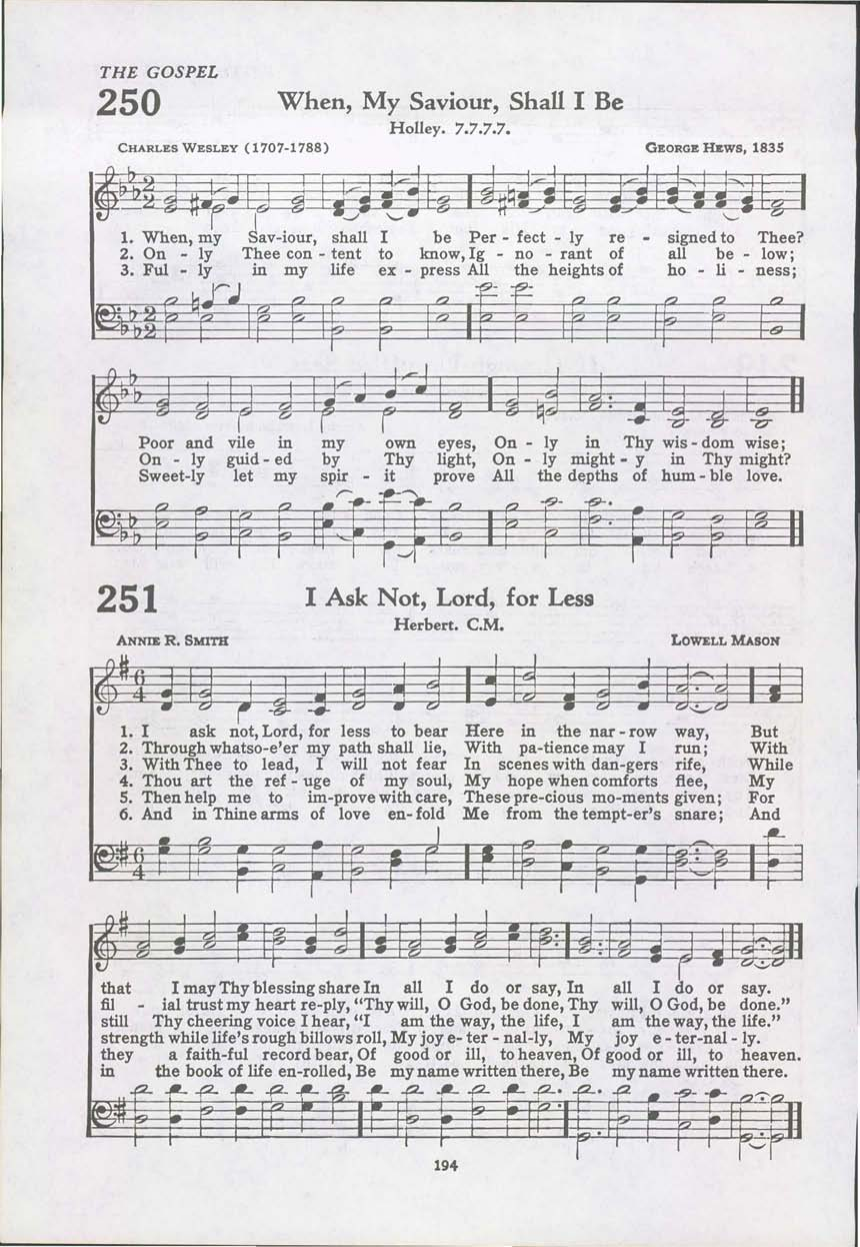 THE GOSPEL
250 When, My Saviour, Shall I Be
Holley. 7.7.7.7.
CHARLES WESLEY (1707-1788) GEORGE HEWS, 1835
1. When, my Sav-iour, shall I be Per - fect - ly re - signed to Thee?
2. On - ly Thee con - tent to know, Ig - no - rant of all be - low;
3. Ful - ly in my life ex - press All the heights of ho - li - ness;
Poor and vile in my own eyes, On - ly in Thy wis - dom wise;
On - ly guid - ed by Thy light, On - ly might - y in Thy might?
Sweet-ly let my spir - it prove All the depths of hum - ble love.
251 I Ask Not, Lord, for Less
Herbert. C.M.
ANNIE R. SMITH LOWELL MASON
1. I ask not, Lord, for less to bear Here in the nar - row way, But
2. Through whatso-e'er my path shall lie, With pa-tience may I run; With
3. With Thee to lead, I will not fear In scenes with dan-gers rife, While
4. Thou art the ref - uge of my soul, My hope when comforts flee, My
5. Then help me to im-prove with care, These pre-cious mo-ments given; For
6. And in Thine arms of love en-fold Me from the tempt-er's snare; And
that I may Thy blessing share In all I do or say, In all I do or say.
fil - ial trust my heart re-ply, "Thy will, O God, be done, Thy will, O God, be done."
still Thy cheering voice I hear, "I am the way, the life, I am the way, the life."
strength while life's rough billows roll, My joy e- ter - nal-ly, My joy e - ter-nal - ly.
they a faith-ful record bear, Of good or ill, to heaven, Of good or ill, to heaven.
in the book of life en-rolled, Be my name written there, Be my name written there.
194